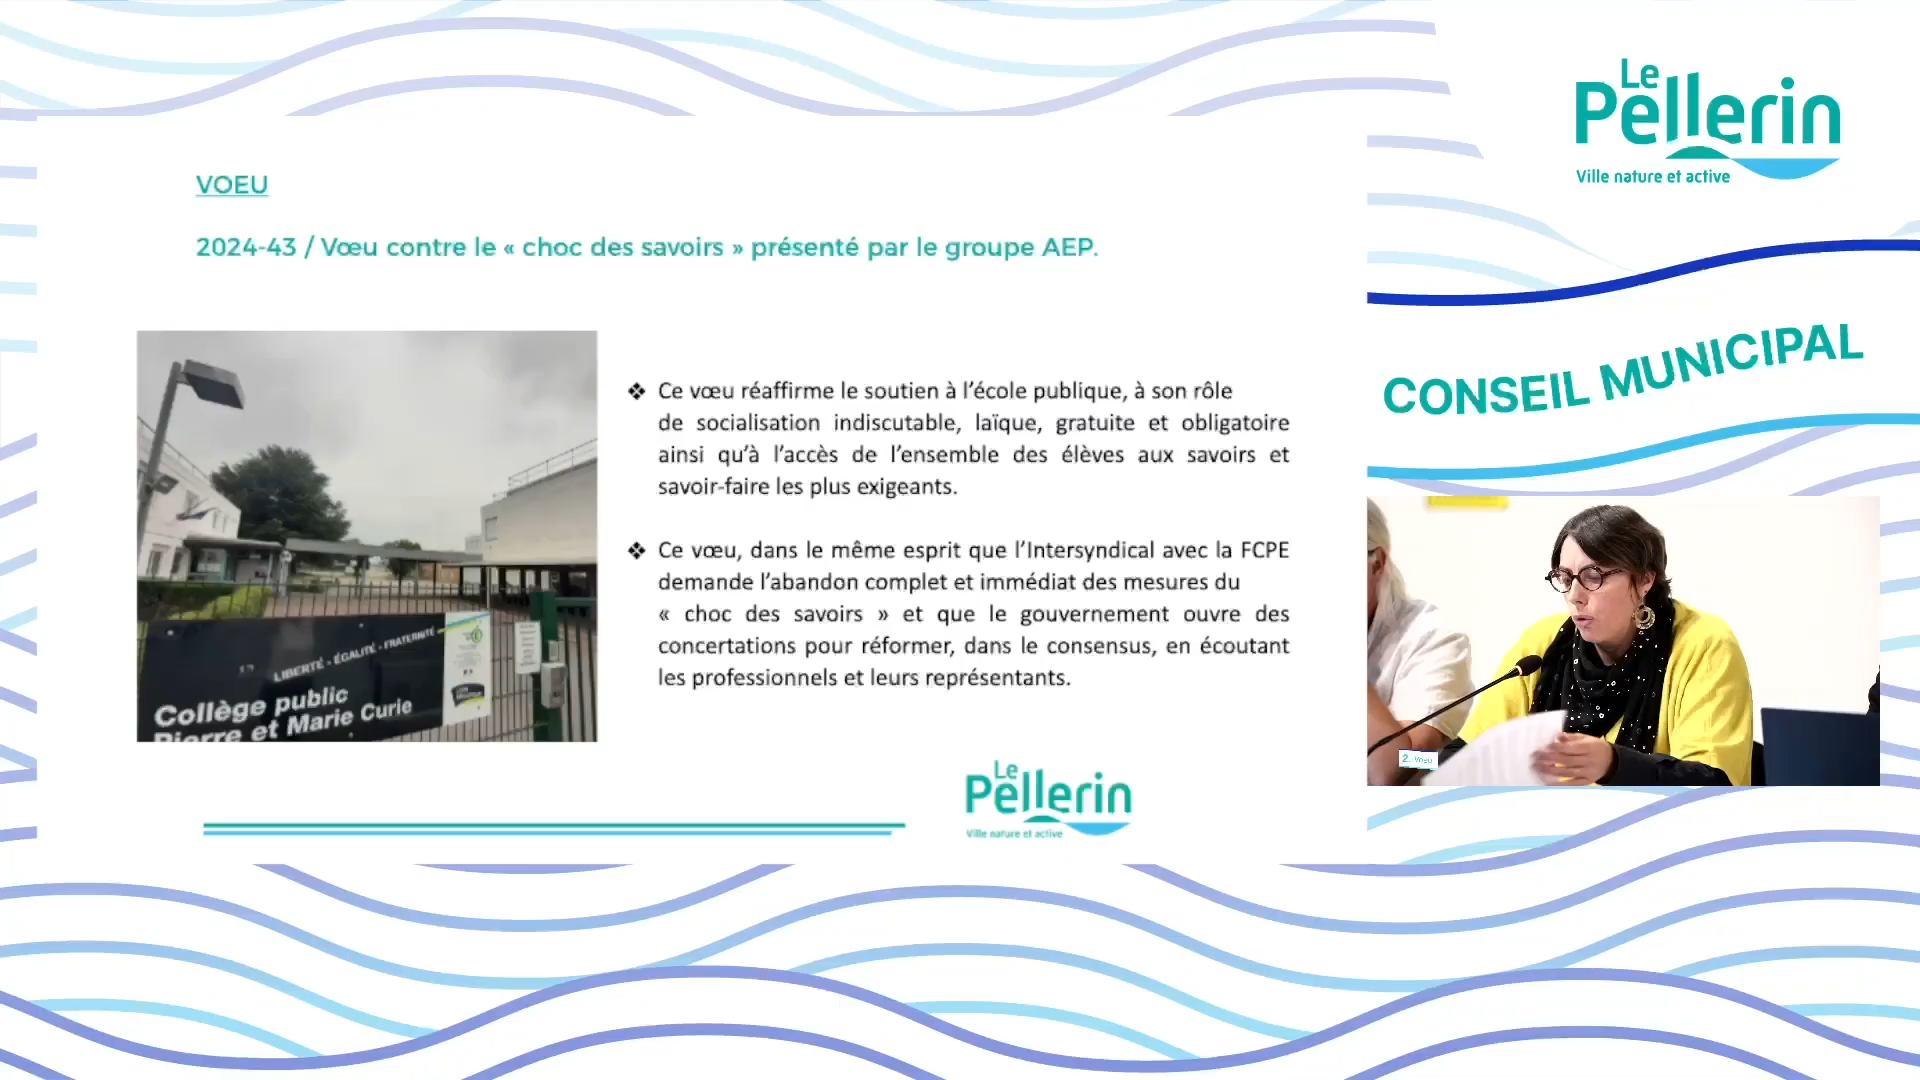 Le
Pellerin
Ville nature et active
CONSEIL MUNICIPAL
VOEU
2024-43 / Vœu contre le « choc des savoirs » présenté par le groupe AEP.
❖ Ce vœu réaffirme le soutien à l’école publique, à son rôle
de socialisation indiscutable, laïque, gratuite et obligatoire
ainsi qu’à l’accès de l’ensemble des élèves aux savoirs et
savoir-faire les plus exigeants.
❖ Ce vœu, dans le même esprit que l’Intersyndical avec la FCPE
demande l’abandon complet et immédiat des mesures du
« choc des savoirs » et que le gouvernement ouvre des
concertations pour réformer, dans le consensus, en écoutant
les professionnels et leurs représentants.
LIBERTÉ - ÉGALITÉ - FRATERNITÉ
Collège public
Pierre et Marie Curie
Le
Pellerin
Ville nature et active
2. Voeu